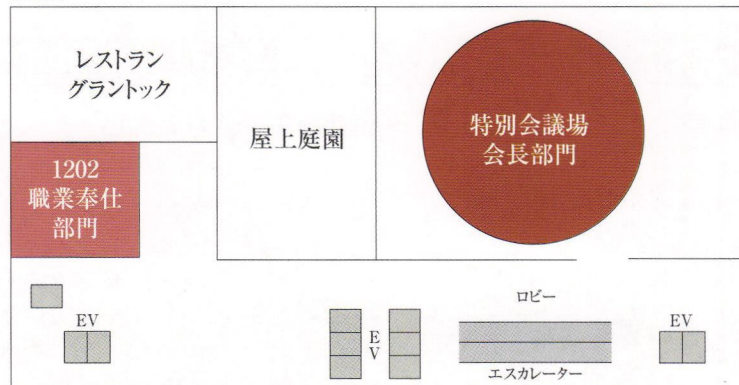 レストラン
グラントック
屋上庭園
特別会議場
会長部門
1202
職業奉仕
部門
EV
EV
ロビー
エスカレーター
EV